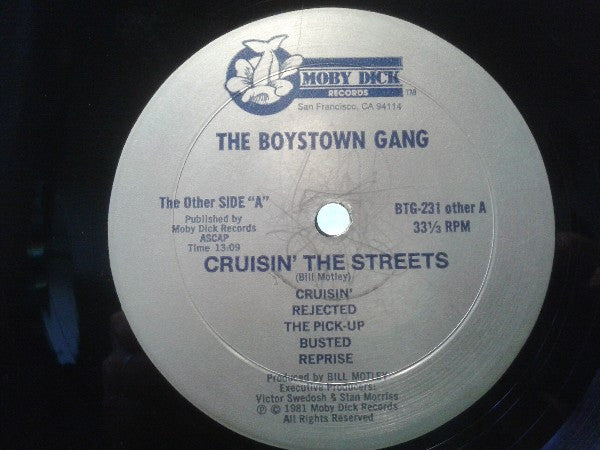 MOBY DICK
RECORDS
TM
San Francisco, CA 94114
THE BOYSTOWN GANG
The Other SIDE "A"
Published by
Moby Dick Records
ASCAP
Time 13:09
BTG-231 other A
33⅓ RPM
CRUISIN' THE STREETS
(Bill Motley)
CRUISIN'
REJECTED
THE PICK-UP
BUSTED
REPRISE
Produced by BILL MOTLEY
Executive Producers:
Victor Swedosh & Stan Morriss
Ⓟ © 1981 Moby Dick Records
All Rights Reserved